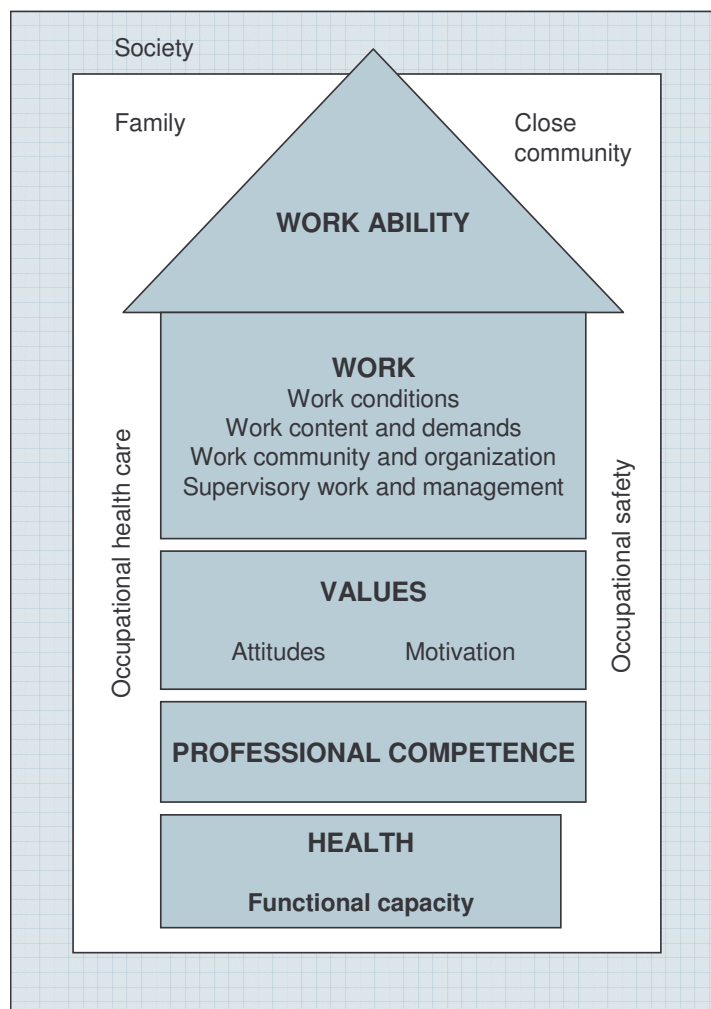 Society
Family
Close
community
WORK ABILITY
WORK
Work conditions
Work content and demands
Work community and organization
Supervisory work and management
Occupational health care
Occupational safety
VALUES
Attitudes Motivation
PROFESSIONAL COMPETENCE
HEALTH
Functional capacity